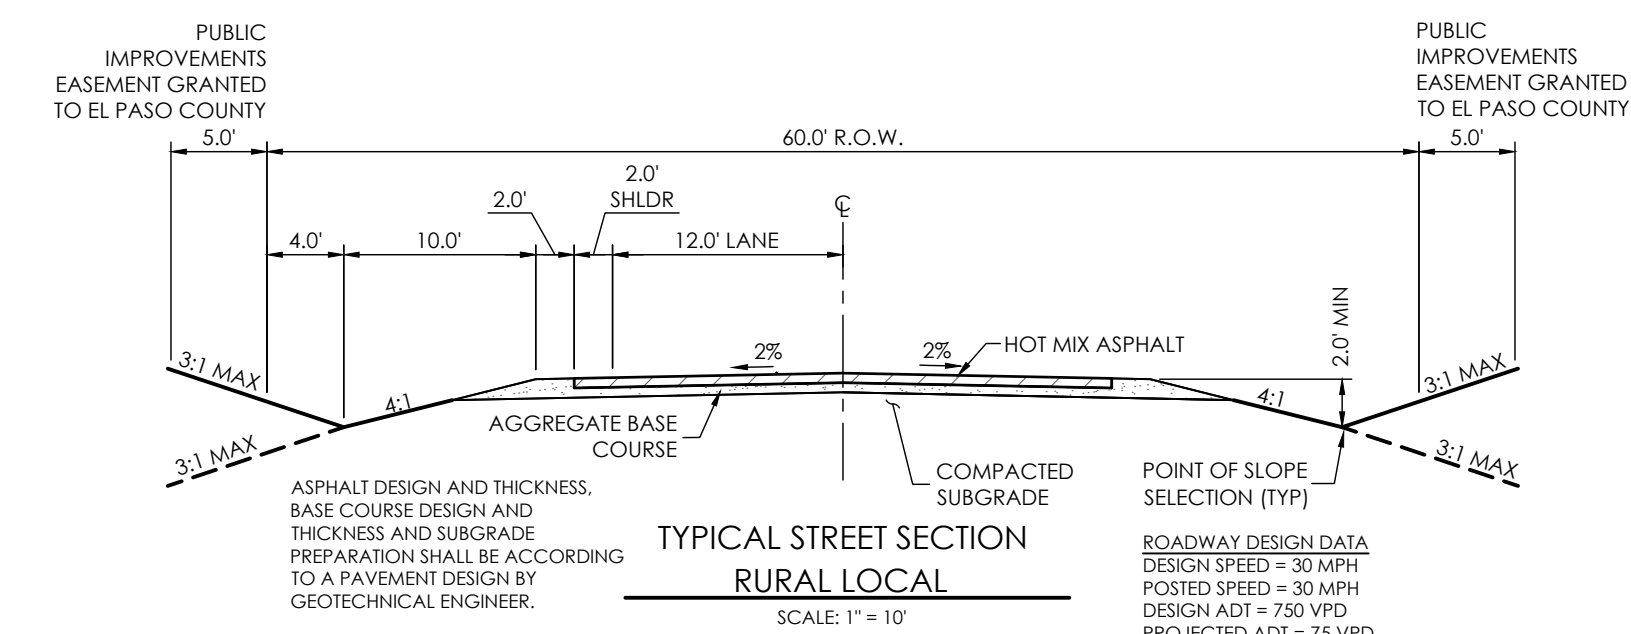 PUBLIC
IMPROVEMENTS
EASEMENT GRANTED
TO EL PASO COUNTY
PUBLIC
IMPROVEMENTS
EASEMENT GRANTED
TO EL PASO COUNTY
5.0'
60.0' R.O.W.
5.0'
2.0'
2.0'
SHLDR
℄
4.0'
10.0'
12.0' LANE
2.0' MIN
2%
2%
HOT MIX ASPHALT
3:1 MAX
3:1 MAX
4:1
4:1
AGGREGATE BASE
COURSE
3:1 MAX
3:1 MAX
COMPACTED
SUBGRADE
POINT OF SLOPE
SELECTION (TYP)
ASPHALT DESIGN AND THICKNESS,
BASE COURSE DESIGN AND
THICKNESS AND SUBGRADE
PREPARATION SHALL BE ACCORDING
TO A PAVEMENT DESIGN BY
GEOTECHNICAL ENGINEER.
TYPICAL STREET SECTION
RURAL LOCAL
SCALE: 1" = 10'
ROADWAY DESIGN DATA
DESIGN SPEED = 30 MPH
POSTED SPEED = 30 MPH
DESIGN ADT = 750 VPD
PROJECTED ADT = 75 VPD